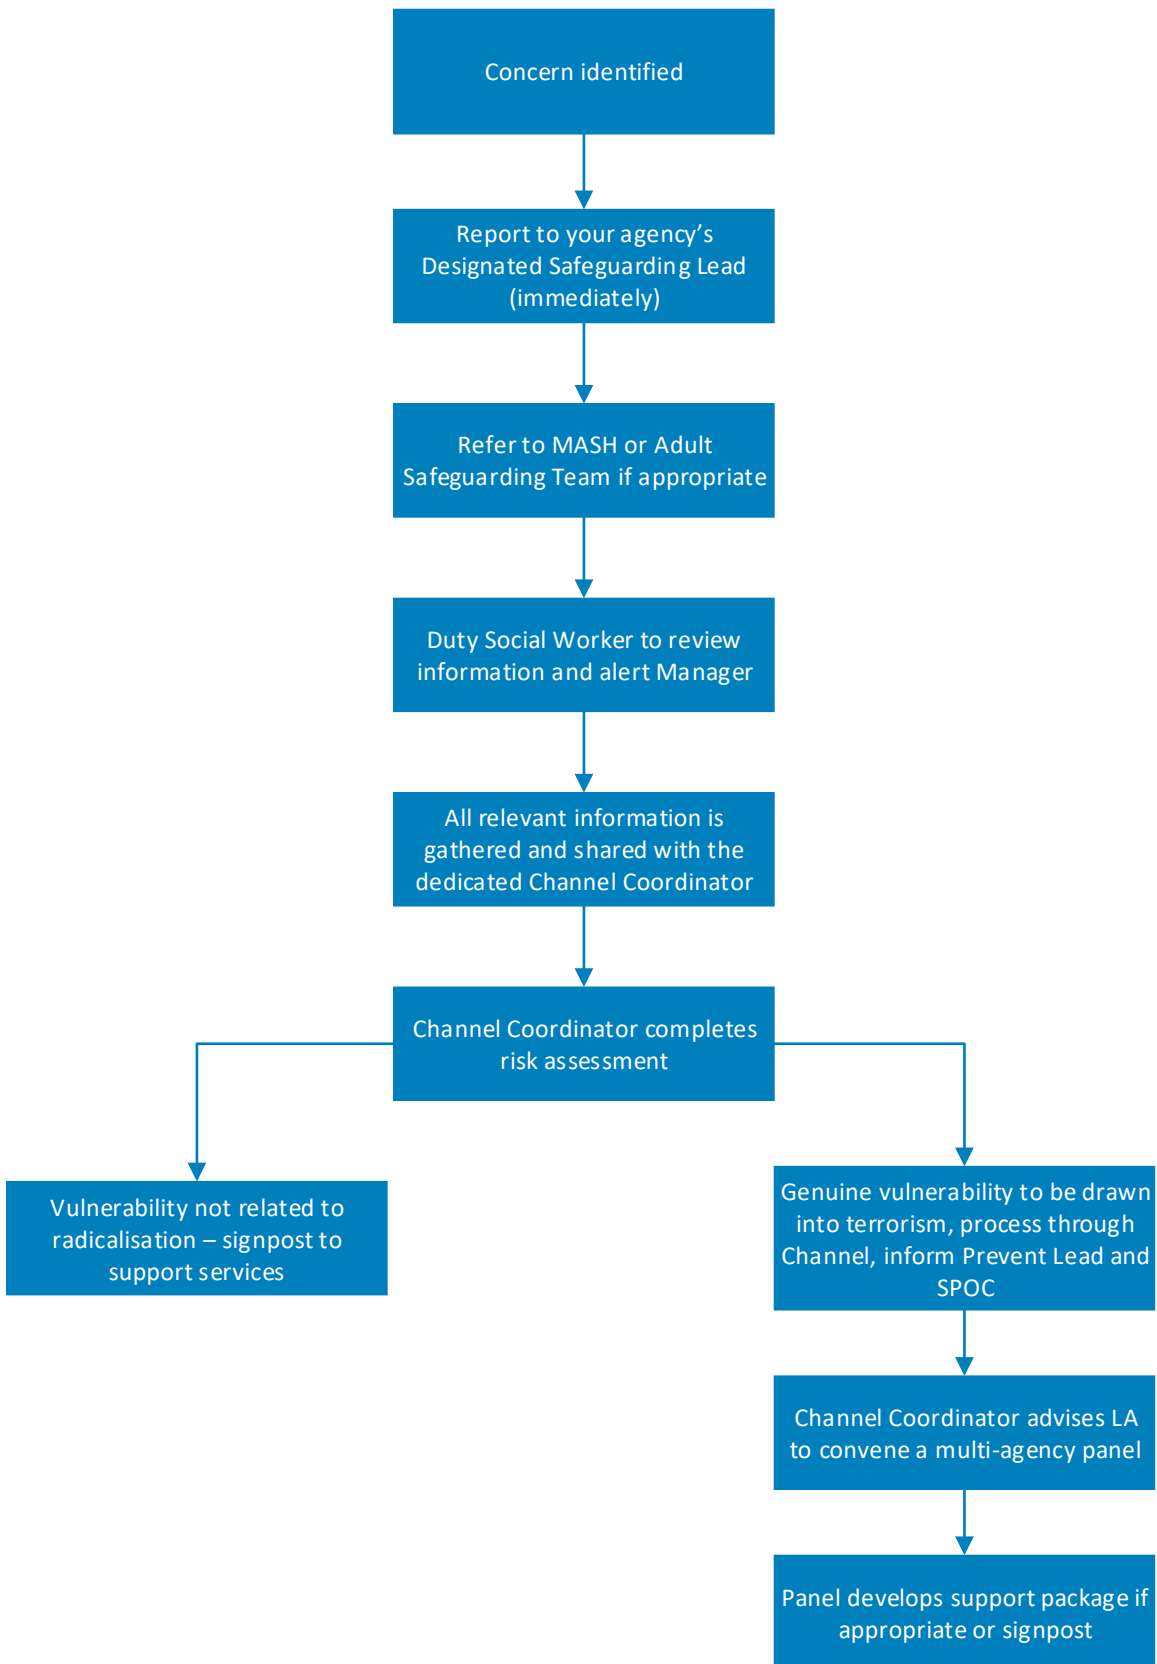 Concern identified
Report to your agency’s
Designated Safeguarding Lead
(immediately)
Refer to MASH or Adult
Safeguarding Team if appropriate
Duty Social Worker to review
information and alert Manager
All relevant information is
gathered and shared with the
dedicated Channel Coordinator
Channel Coordinator completes
risk assessment
Vulnerability not related to
radicalisation – signpost to
support services
Genuine vulnerability to be drawn
into terrorism, process through
Channel, inform Prevent Lead and
SPOC
Channel Coordinator advises LA
to convene a multi-agency panel
Panel develops support package if
appropriate or signpost